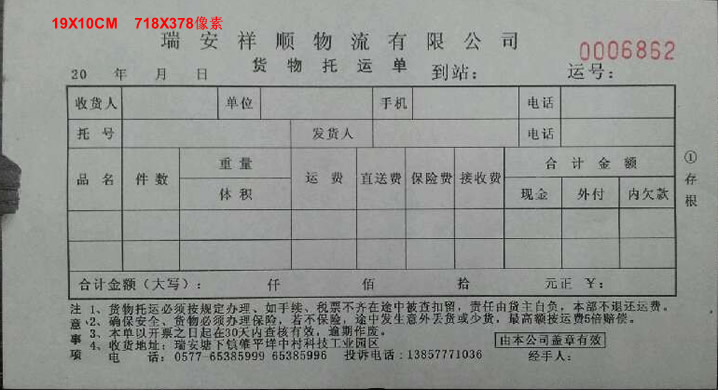 19X10CM 718X378像素
瑞安祥顺物流有限公司
0006862
货物托运单
20 年 月 日 到站： 运号：
收货人 单位 手机 电话
托号 发货人 电话
品名 件数 重量 体积 运费 直送费 保险费 接收费 合计金额
现金 外付 内欠款
①存根
合计金额（大写）： 仟 佰 拾 元正 ￥：
注意事项
1、货物托运必须按规定办理、如手续、税票不齐在途中被查扣留，责任由货主自负，本部不退还运费。
2、确保安全、货物必须办理保险，若不保险，途中发生意外丢货或少货，最高额按运费5倍赔偿。
3、本单以开票之日起在30天内查核有效，逾期作废。
4、收货地址：瑞安塘下镇肇平垟中村科技工业园区
由本公司盖章有效
电 话：0577-65385999 65385996 投诉电话：13857771036 经手人：